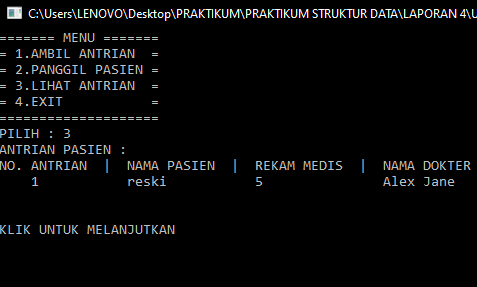 C:\Users\LENOVO\Desktop\PRAKTIKUM\PRAKTIKUM STRUKTUR DATA\LAPORAN 4\U
======= MENU =======
= 1.AMBIL ANTRIAN  =
= 2.PANGGIL PASIEN =
= 3.LIHAT ANTRIAN  =
= 4.EXIT           =
====================
PILIH : 3
ANTRIAN PASIEN :
NO. ANTRIAN  |  NAMA PASIEN  |  REKAM MEDIS  |  NAMA DOKTER
    1           reski           5               Alex Jane
KLIK UNTUK MELANJUTKAN